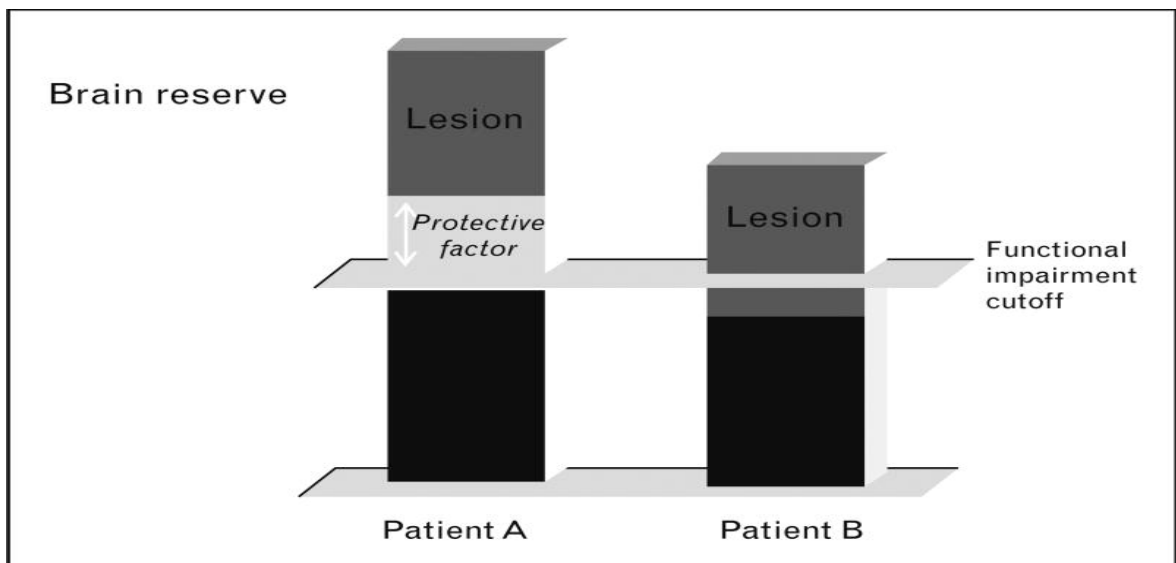 Brain reserve
Lesion
Protective
factor
Lesion
Functional
impairment
cutoff
Patient A
Patient B